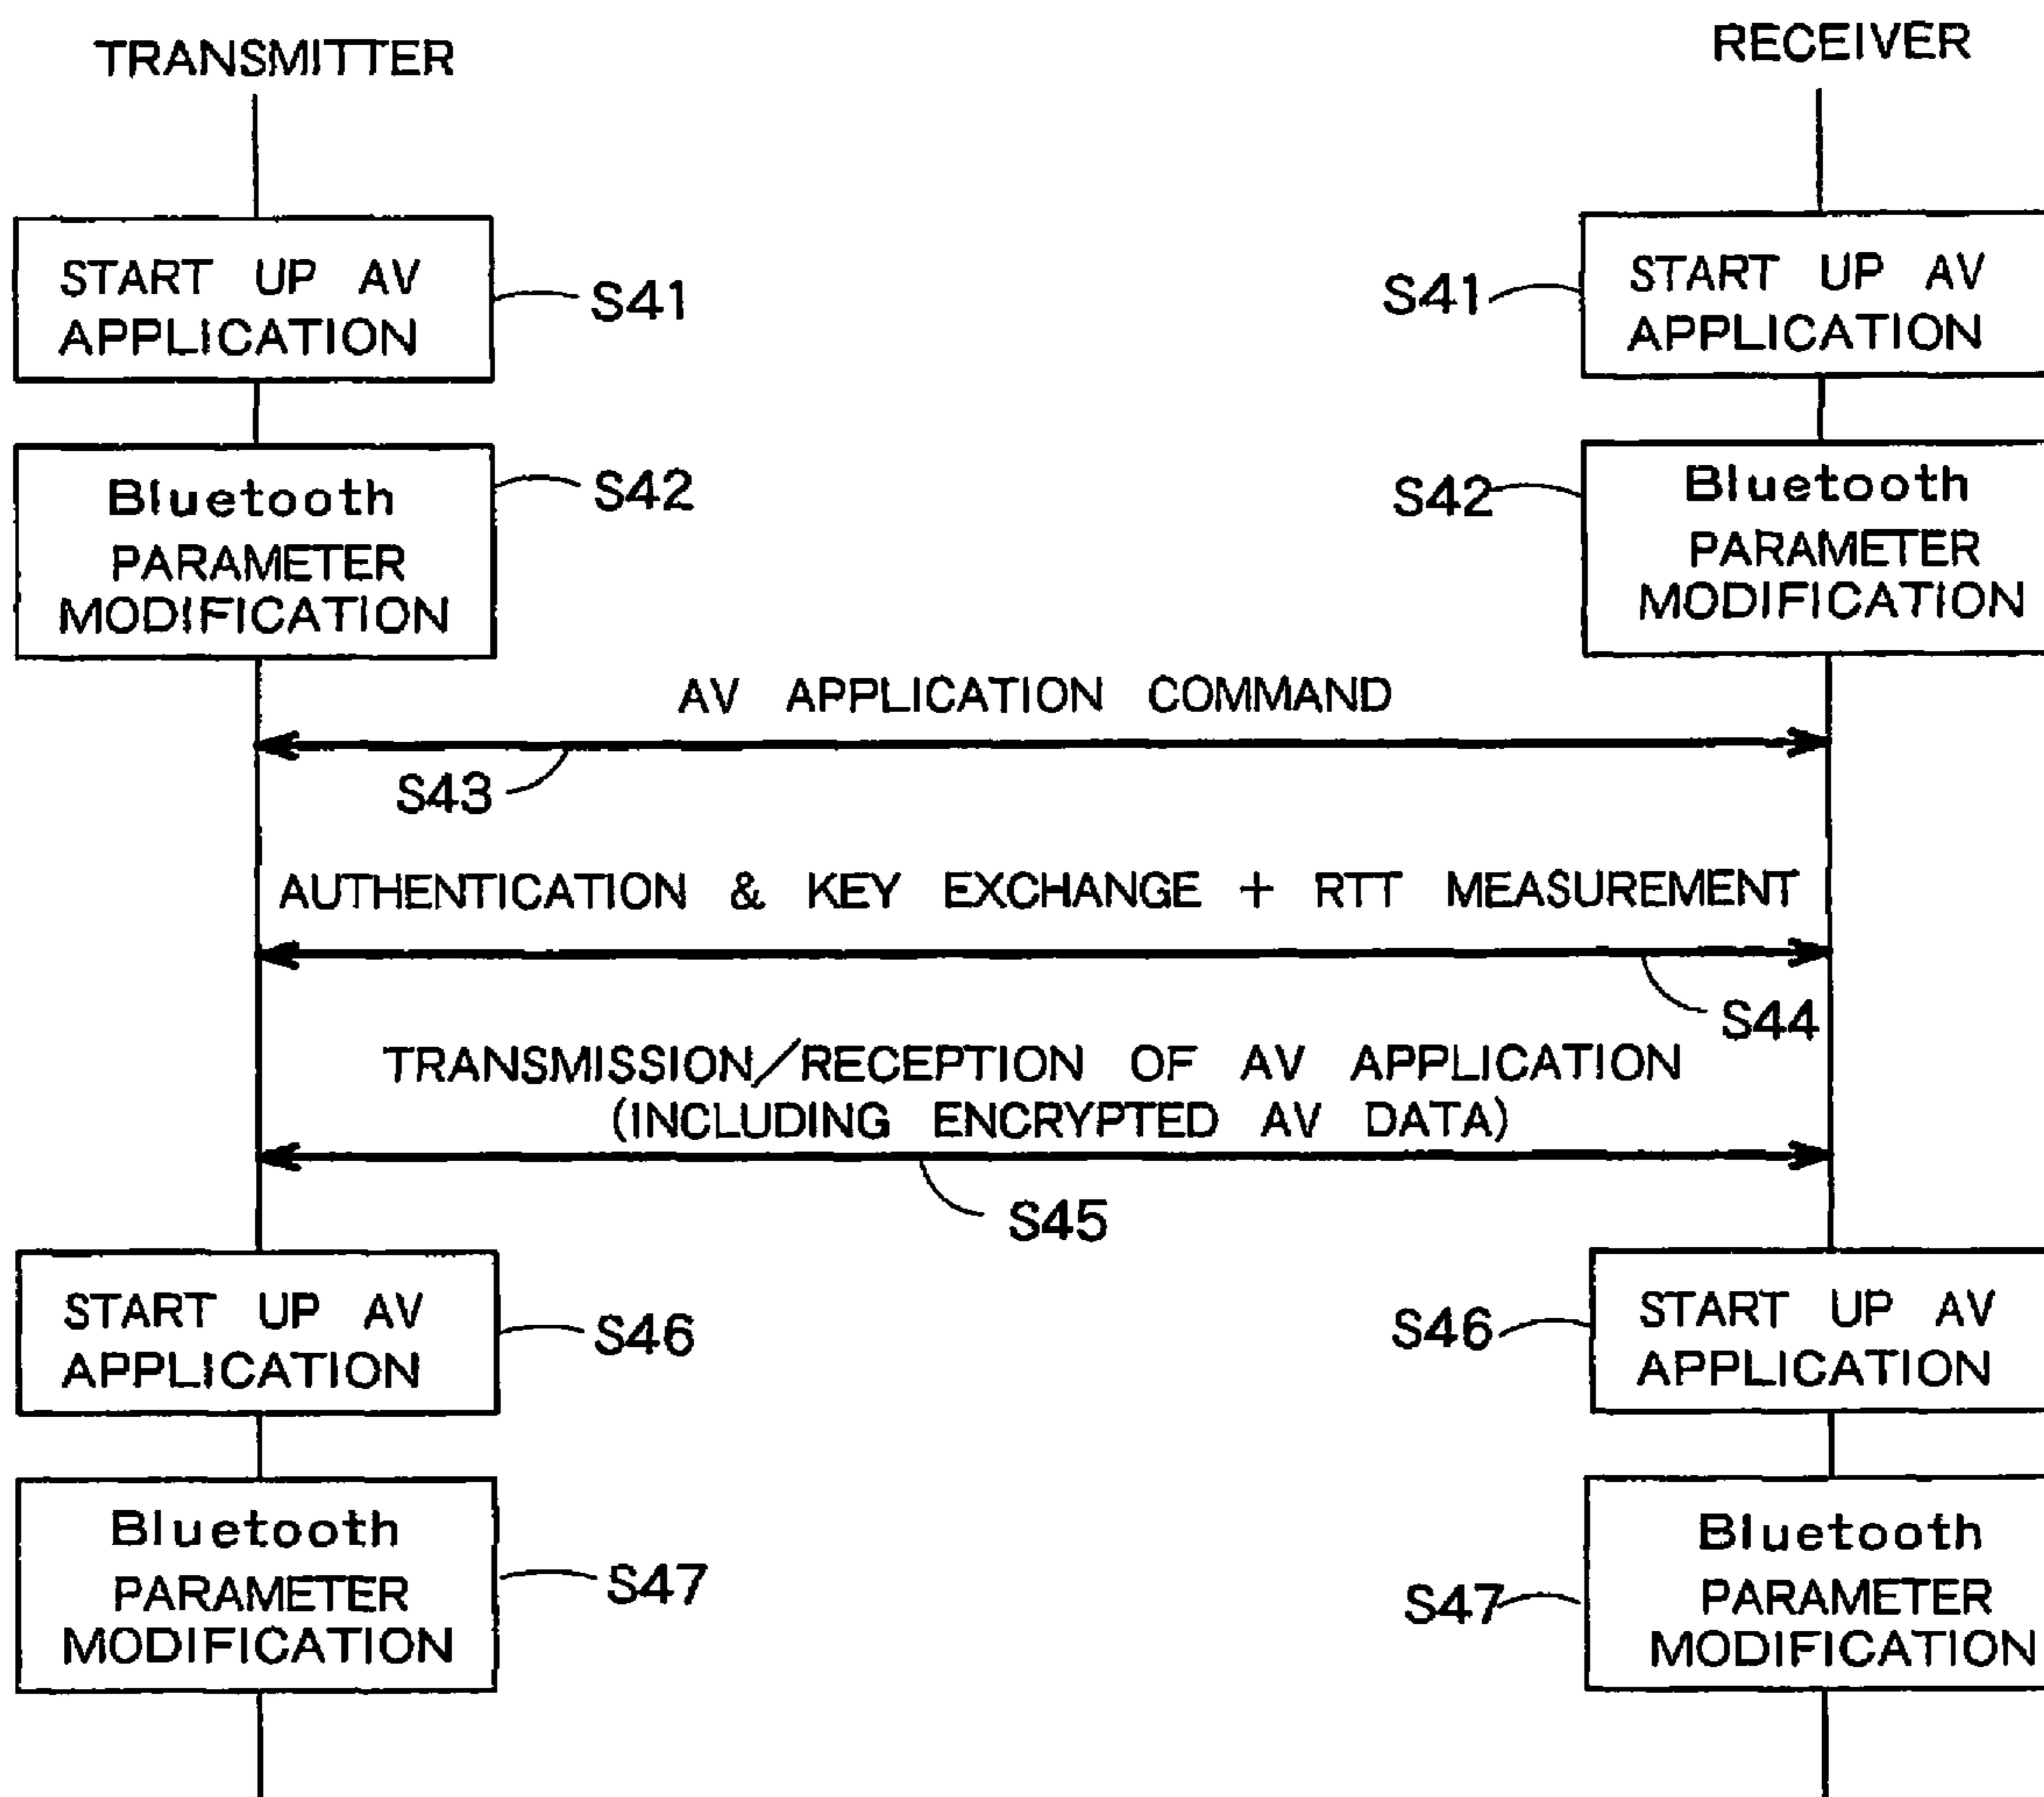 TRANSMITTER
RECEIVER
START UP AV
APPLICATION
S41
S41
START UP AV
APPLICATION
Bluetooth
PARAMETER
MODIFICATION
S42
S42
Bluetooth
PARAMETER
MODIFICATION
AV APPLICATION COMMAND
S43
AUTHENTICATION & KEY EXCHANGE + RTT MEASUREMENT
S44
TRANSMISSION/RECEPTION OF AV APPLICATION
(INCLUDING ENCRYPTED AV DATA)
S45
START UP AV
APPLICATION
S46
S46
START UP AV
APPLICATION
Bluetooth
PARAMETER
MODIFICATION
S47
S47
Bluetooth
PARAMETER
MODIFICATION